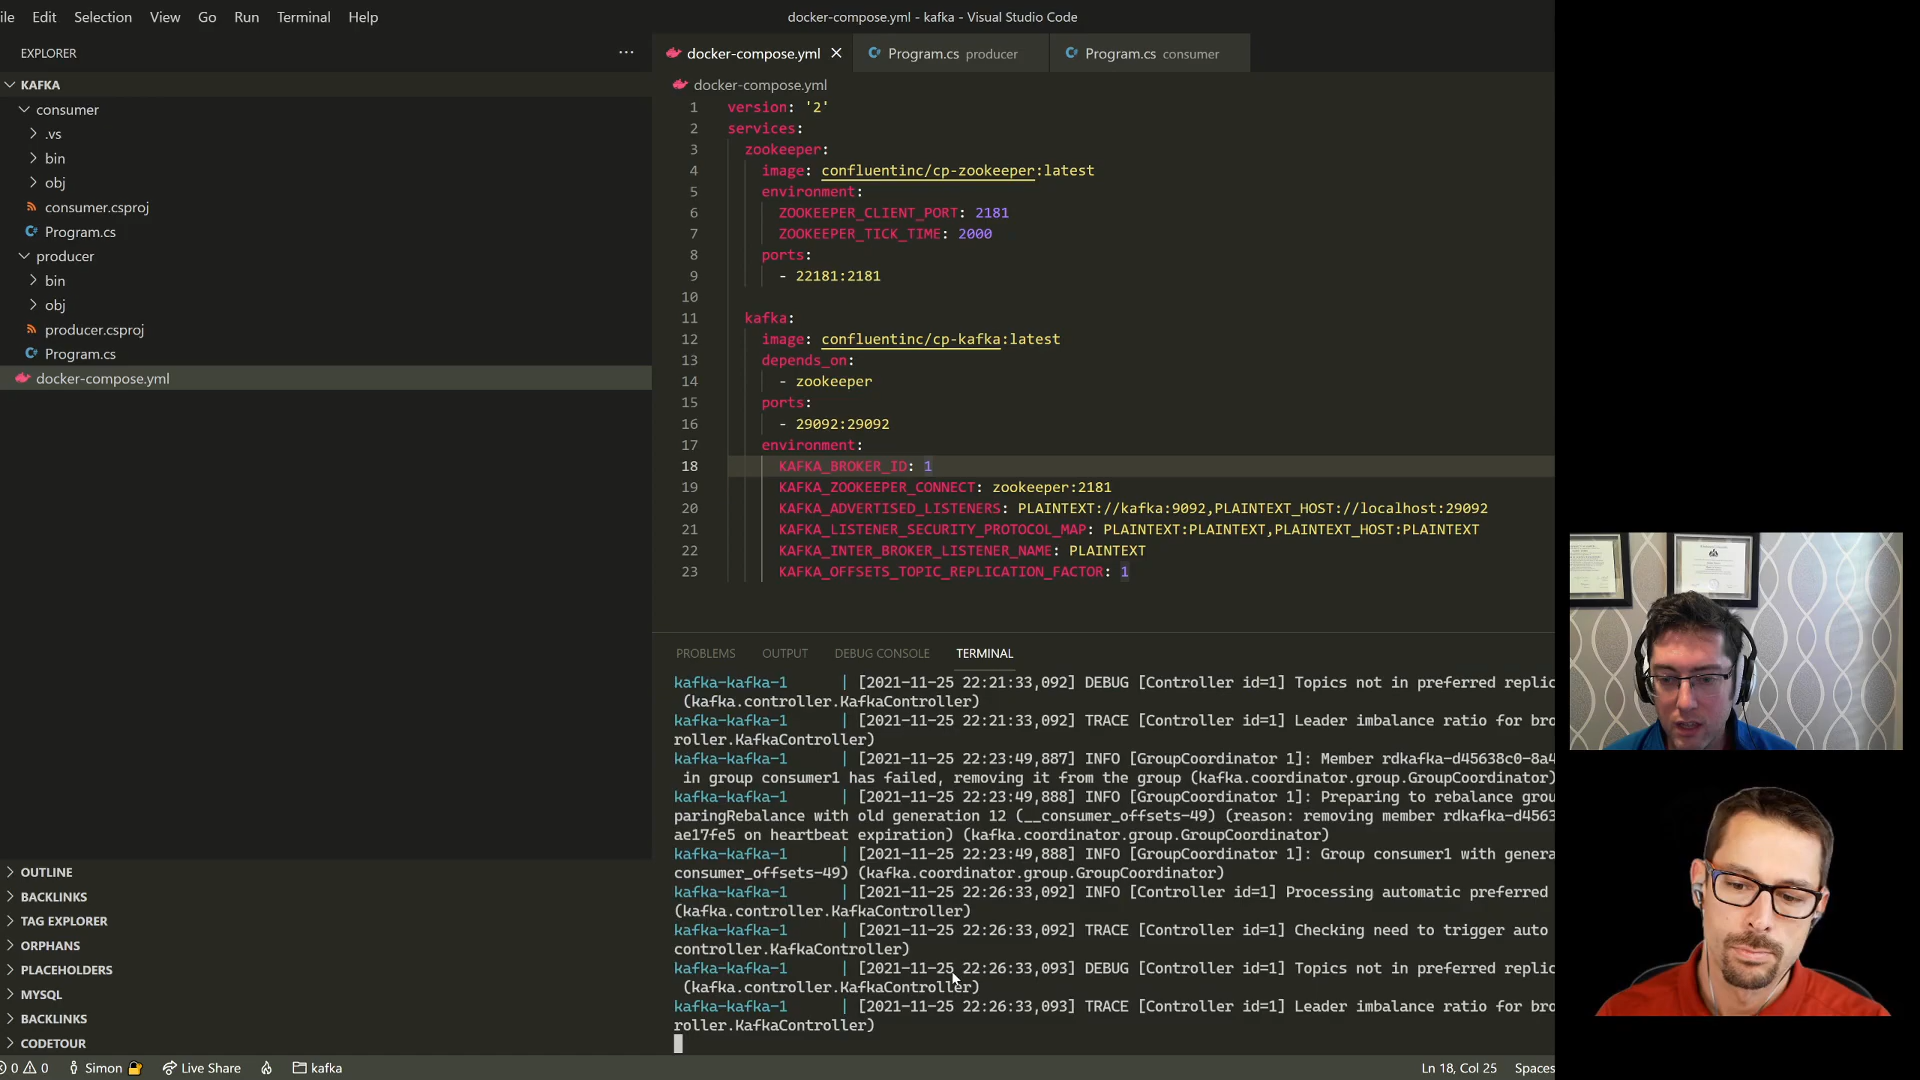 ile Edit Selection View Go Run Terminal Help
docker-compose.yml - kafka - Visual Studio Code
EXPLORER ...
KAFKA
consumer
.vs
bin
obj
consumer.csproj
Program.cs
producer
bin
obj
producer.csproj
Program.cs
docker-compose.yml
OUTLINE
BACKLINKS
TAG EXPLORER
ORPHANS
PLACEHOLDERS
MYSQL
BACKLINKS
CODETOUR
docker-compose.yml Program.cs producer Program.cs consumer
docker-compose.yml
1 version: '2'
2 services:
3 zookeeper:
4 image: confluentinc/cp-zookeeper:latest
5 environment:
6 ZOOKEEPER_CLIENT_PORT: 2181
7 ZOOKEEPER_TICK_TIME: 2000
8 ports:
9 - 22181:2181
10
11 kafka:
12 image: confluentinc/cp-kafka:latest
13 depends_on:
14 - zookeeper
15 ports:
16 - 29092:29092
17 environment:
18 KAFKA_BROKER_ID: 1
19 KAFKA_ZOOKEEPER_CONNECT: zookeeper:2181
20 KAFKA_ADVERTISED_LISTENERS: PLAINTEXT://kafka:9092,PLAINTEXT_HOST://localhost:29092
21 KAFKA_LISTENER_SECURITY_PROTOCOL_MAP: PLAINTEXT:PLAINTEXT,PLAINTEXT_HOST:PLAINTEXT
22 KAFKA_INTER_BROKER_LISTENER_NAME: PLAINTEXT
23 KAFKA_OFFSETS_TOPIC_REPLICATION_FACTOR: 1
PROBLEMS OUTPUT DEBUG CONSOLE TERMINAL
kafka-kafka-1 | [2021-11-25 22:21:33,092] DEBUG [Controller id=1] Topics not in preferred replic
(kafka.controller.KafkaController)
kafka-kafka-1 | [2021-11-25 22:21:33,092] TRACE [Controller id=1] Leader imbalance ratio for bro
roller.KafkaController)
kafka-kafka-1 | [2021-11-25 22:23:49,887] INFO [GroupCoordinator 1]: Member rdkafka-d45638c0-8a4
in group consumer1 has failed, removing it from the group (kafka.coordinator.group.GroupCoordinator)
kafka-kafka-1 | [2021-11-25 22:23:49,888] INFO [GroupCoordinator 1]: Preparing to rebalance grou
paringRebalance with old generation 12 (__consumer_offsets-49) (reason: removing member rdkafka-d4563
ae17fe5 on heartbeat expiration) (kafka.coordinator.group.GroupCoordinator)
kafka-kafka-1 | [2021-11-25 22:23:49,888] INFO [GroupCoordinator 1]: Group consumer1 with genera
consumer_offsets-49) (kafka.coordinator.group.GroupCoordinator)
kafka-kafka-1 | [2021-11-25 22:26:33,092] INFO [Controller id=1] Processing automatic preferred
(kafka.controller.KafkaController)
kafka-kafka-1 | [2021-11-25 22:26:33,092] TRACE [Controller id=1] Checking need to trigger auto
controller.KafkaController)
kafka-kafka-1 | [2021-11-25 22:26:33,093] DEBUG [Controller id=1] Topics not in preferred replic
(kafka.controller.KafkaController)
kafka-kafka-1 | [2021-11-25 22:26:33,093] TRACE [Controller id=1] Leader imbalance ratio for bro
roller.KafkaController)
0 0 Simon Live Share kafka Ln 18, Col 25 Spaces